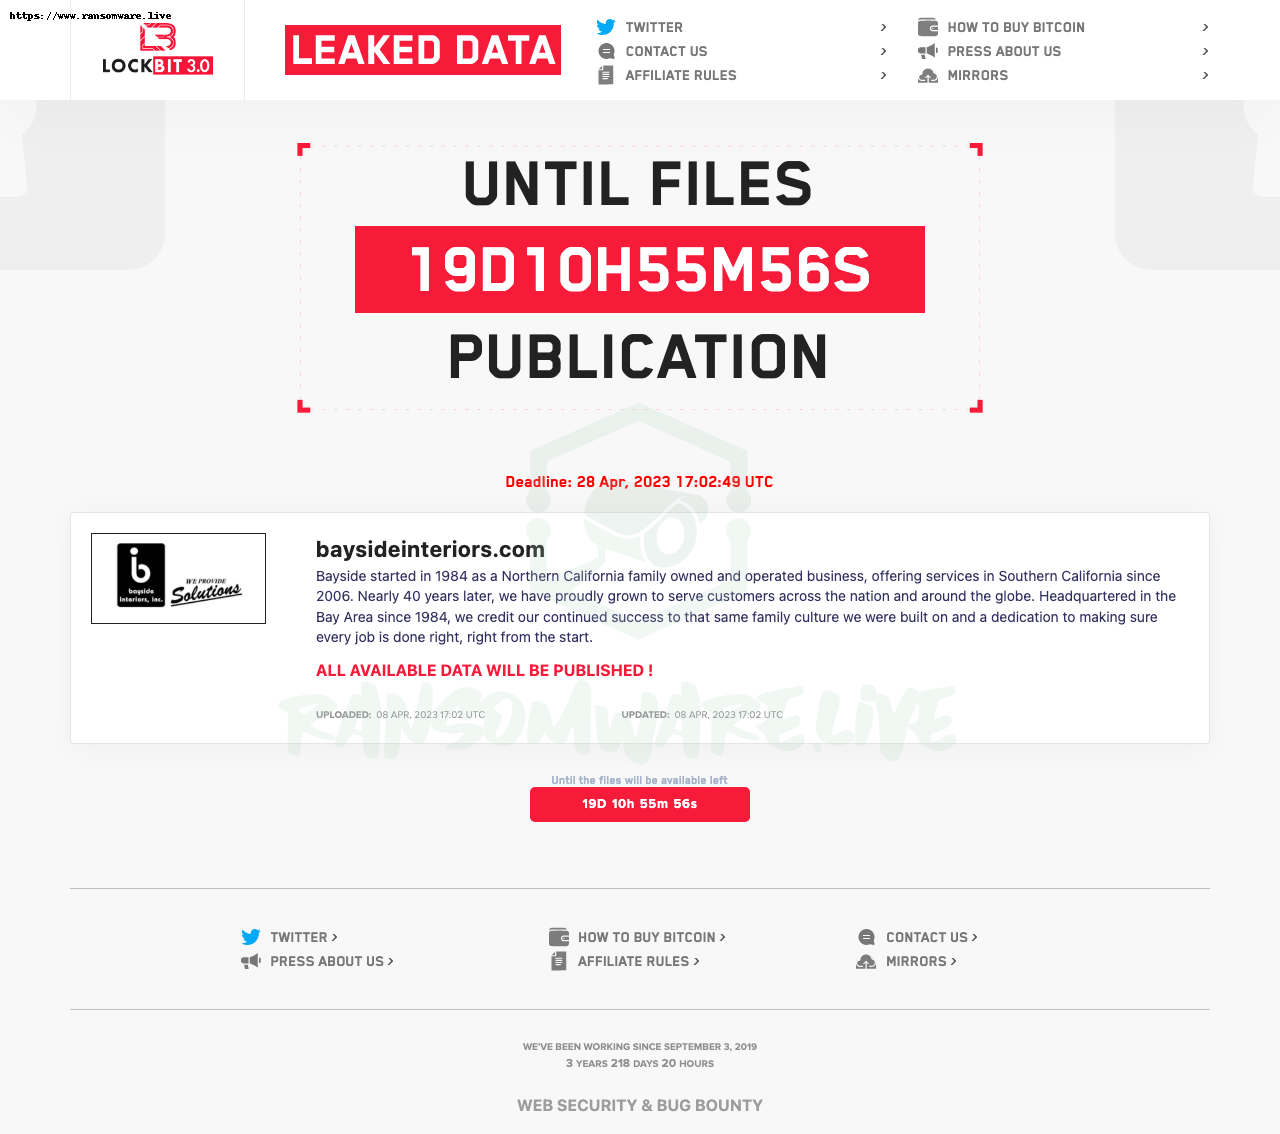 https://www.ransomware.live
LOCKBIT 3.0
LEAKED DATA
TWITTER >
CONTACT US >
AFFILIATE RULES >
HOW TO BUY BITCOIN >
PRESS ABOUT US >
MIRRORS >
UNTIL FILES
19D10H55M56S
PUBLICATION
Deadline: 28 Apr, 2023 17:02:49 UTC
b
bayside
interiors, inc.
WE PROVIDE
Solutions
baysideinteriors.com
Bayside started in 1984 as a Northern California family owned and operated business, offering services in Southern California since
2006. Nearly 40 years later, we have proudly grown to serve customers across the nation and around the globe. Headquartered in the
Bay Area since 1984, we credit our continued success to that same family culture we were built on and a dedication to making sure
every job is done right, right from the start.
ALL AVAILABLE DATA WILL BE PUBLISHED !
UPLOADED: 08 APR, 2023 17:02 UTC
UPDATED: 08 APR, 2023 17:02 UTC
RANSOMWARE.LIVE
Until the files will be available left
19D 10h 55m 56s
TWITTER >
HOW TO BUY BITCOIN >
CONTACT US >
PRESS ABOUT US >
AFFILIATE RULES >
MIRRORS >
WE'VE BEEN WORKING SINCE SEPTEMBER 3, 2019
3 YEARS 218 DAYS 20 HOURS
WEB SECURITY & BUG BOUNTY